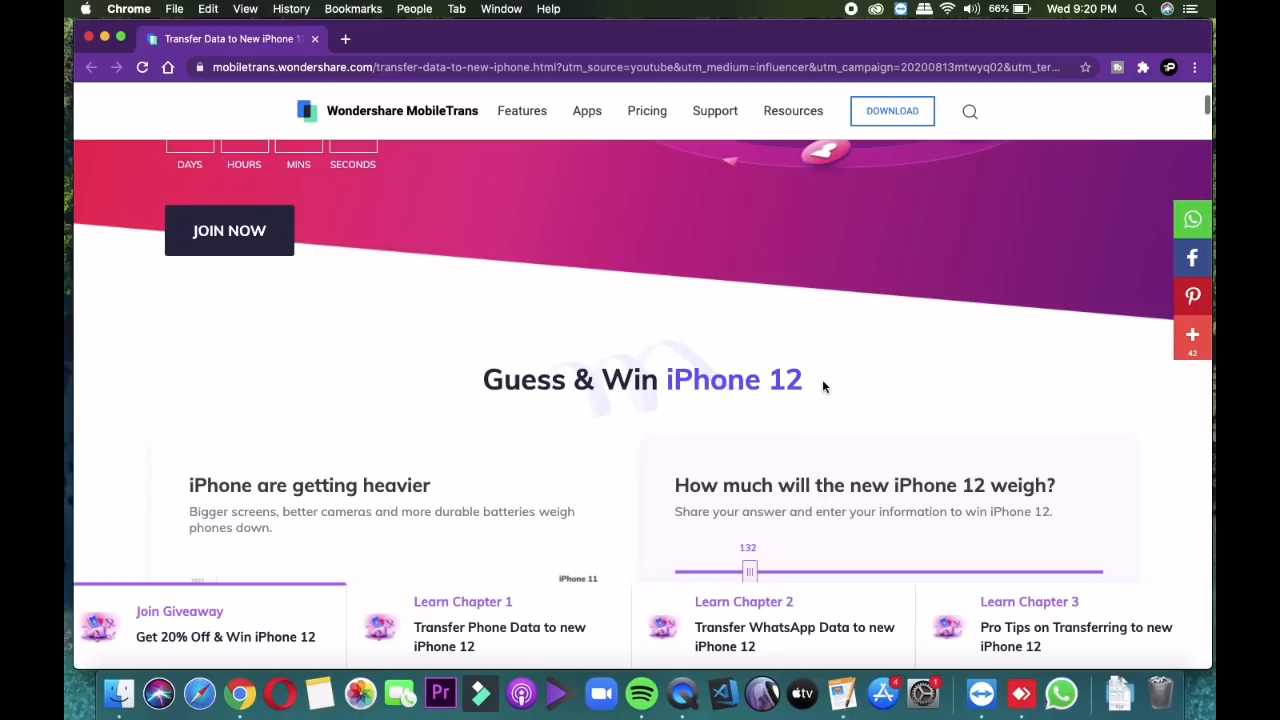 Chrome File Edit View History Bookmarks People Tab Window Help
66% Wed 9:20 PM
Transfer Data to New iPhone 1
mobiletrans.wondershare.com/transfer-data-to-new-iphone.html?utm_source=youtube&utm_medium=influencer&utm_campaign=20200813mtwyq02&utm_ter...
Wondershare MobileTrans Features Apps Pricing Support Resources DOWNLOAD
DAYS HOURS MINS SECONDS
JOIN NOW
42
Guess & Win iPhone 12
iPhone are getting heavier
Bigger screens, better cameras and more durable batteries weigh
phones down.
iPhone 11
How much will the new iPhone 12 weigh?
Share your answer and enter your information to win iPhone 12.
132
Join Giveaway
Get 20% Off & Win iPhone 12
Learn Chapter 1
Transfer Phone Data to new
iPhone 12
Learn Chapter 2
Transfer WhatsApp Data to new
iPhone 12
Learn Chapter 3
Pro Tips on Transferring to new
iPhone 12
Pr
tv
4
1